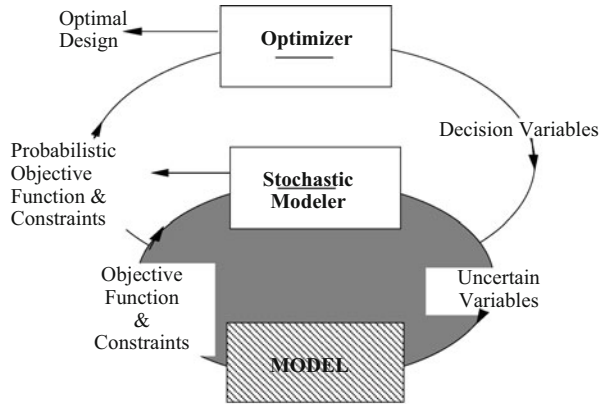 Optimal
Design
Optimizer
Decision Variables
Probabilistic
Objective
Function &
Constraints
Stochastic
Modeler
Objective
Function
&
Constraints
Uncertain
Variables
MODEL